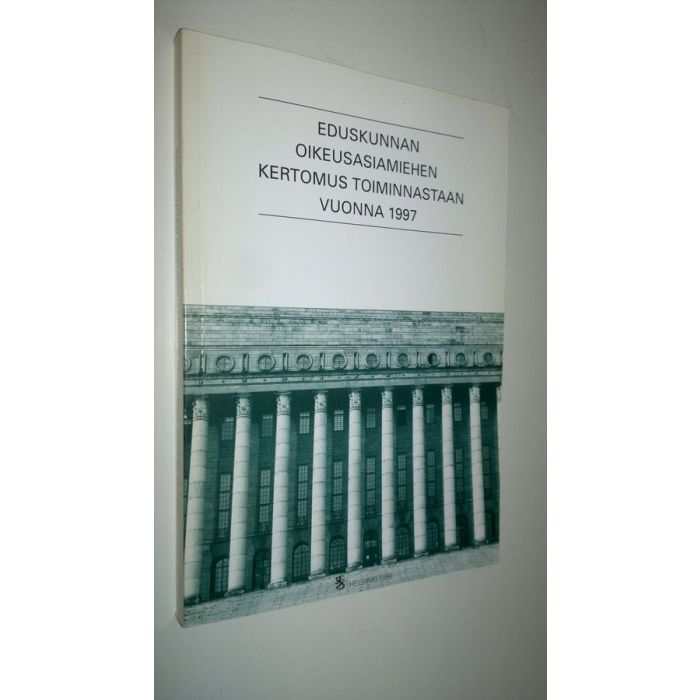 EDUSKUNNAN
OIKEUSASIAMIEHEN
KERTOMUS TOIMINNASTAAN
VUONNA 1997
HELSINKI 1998